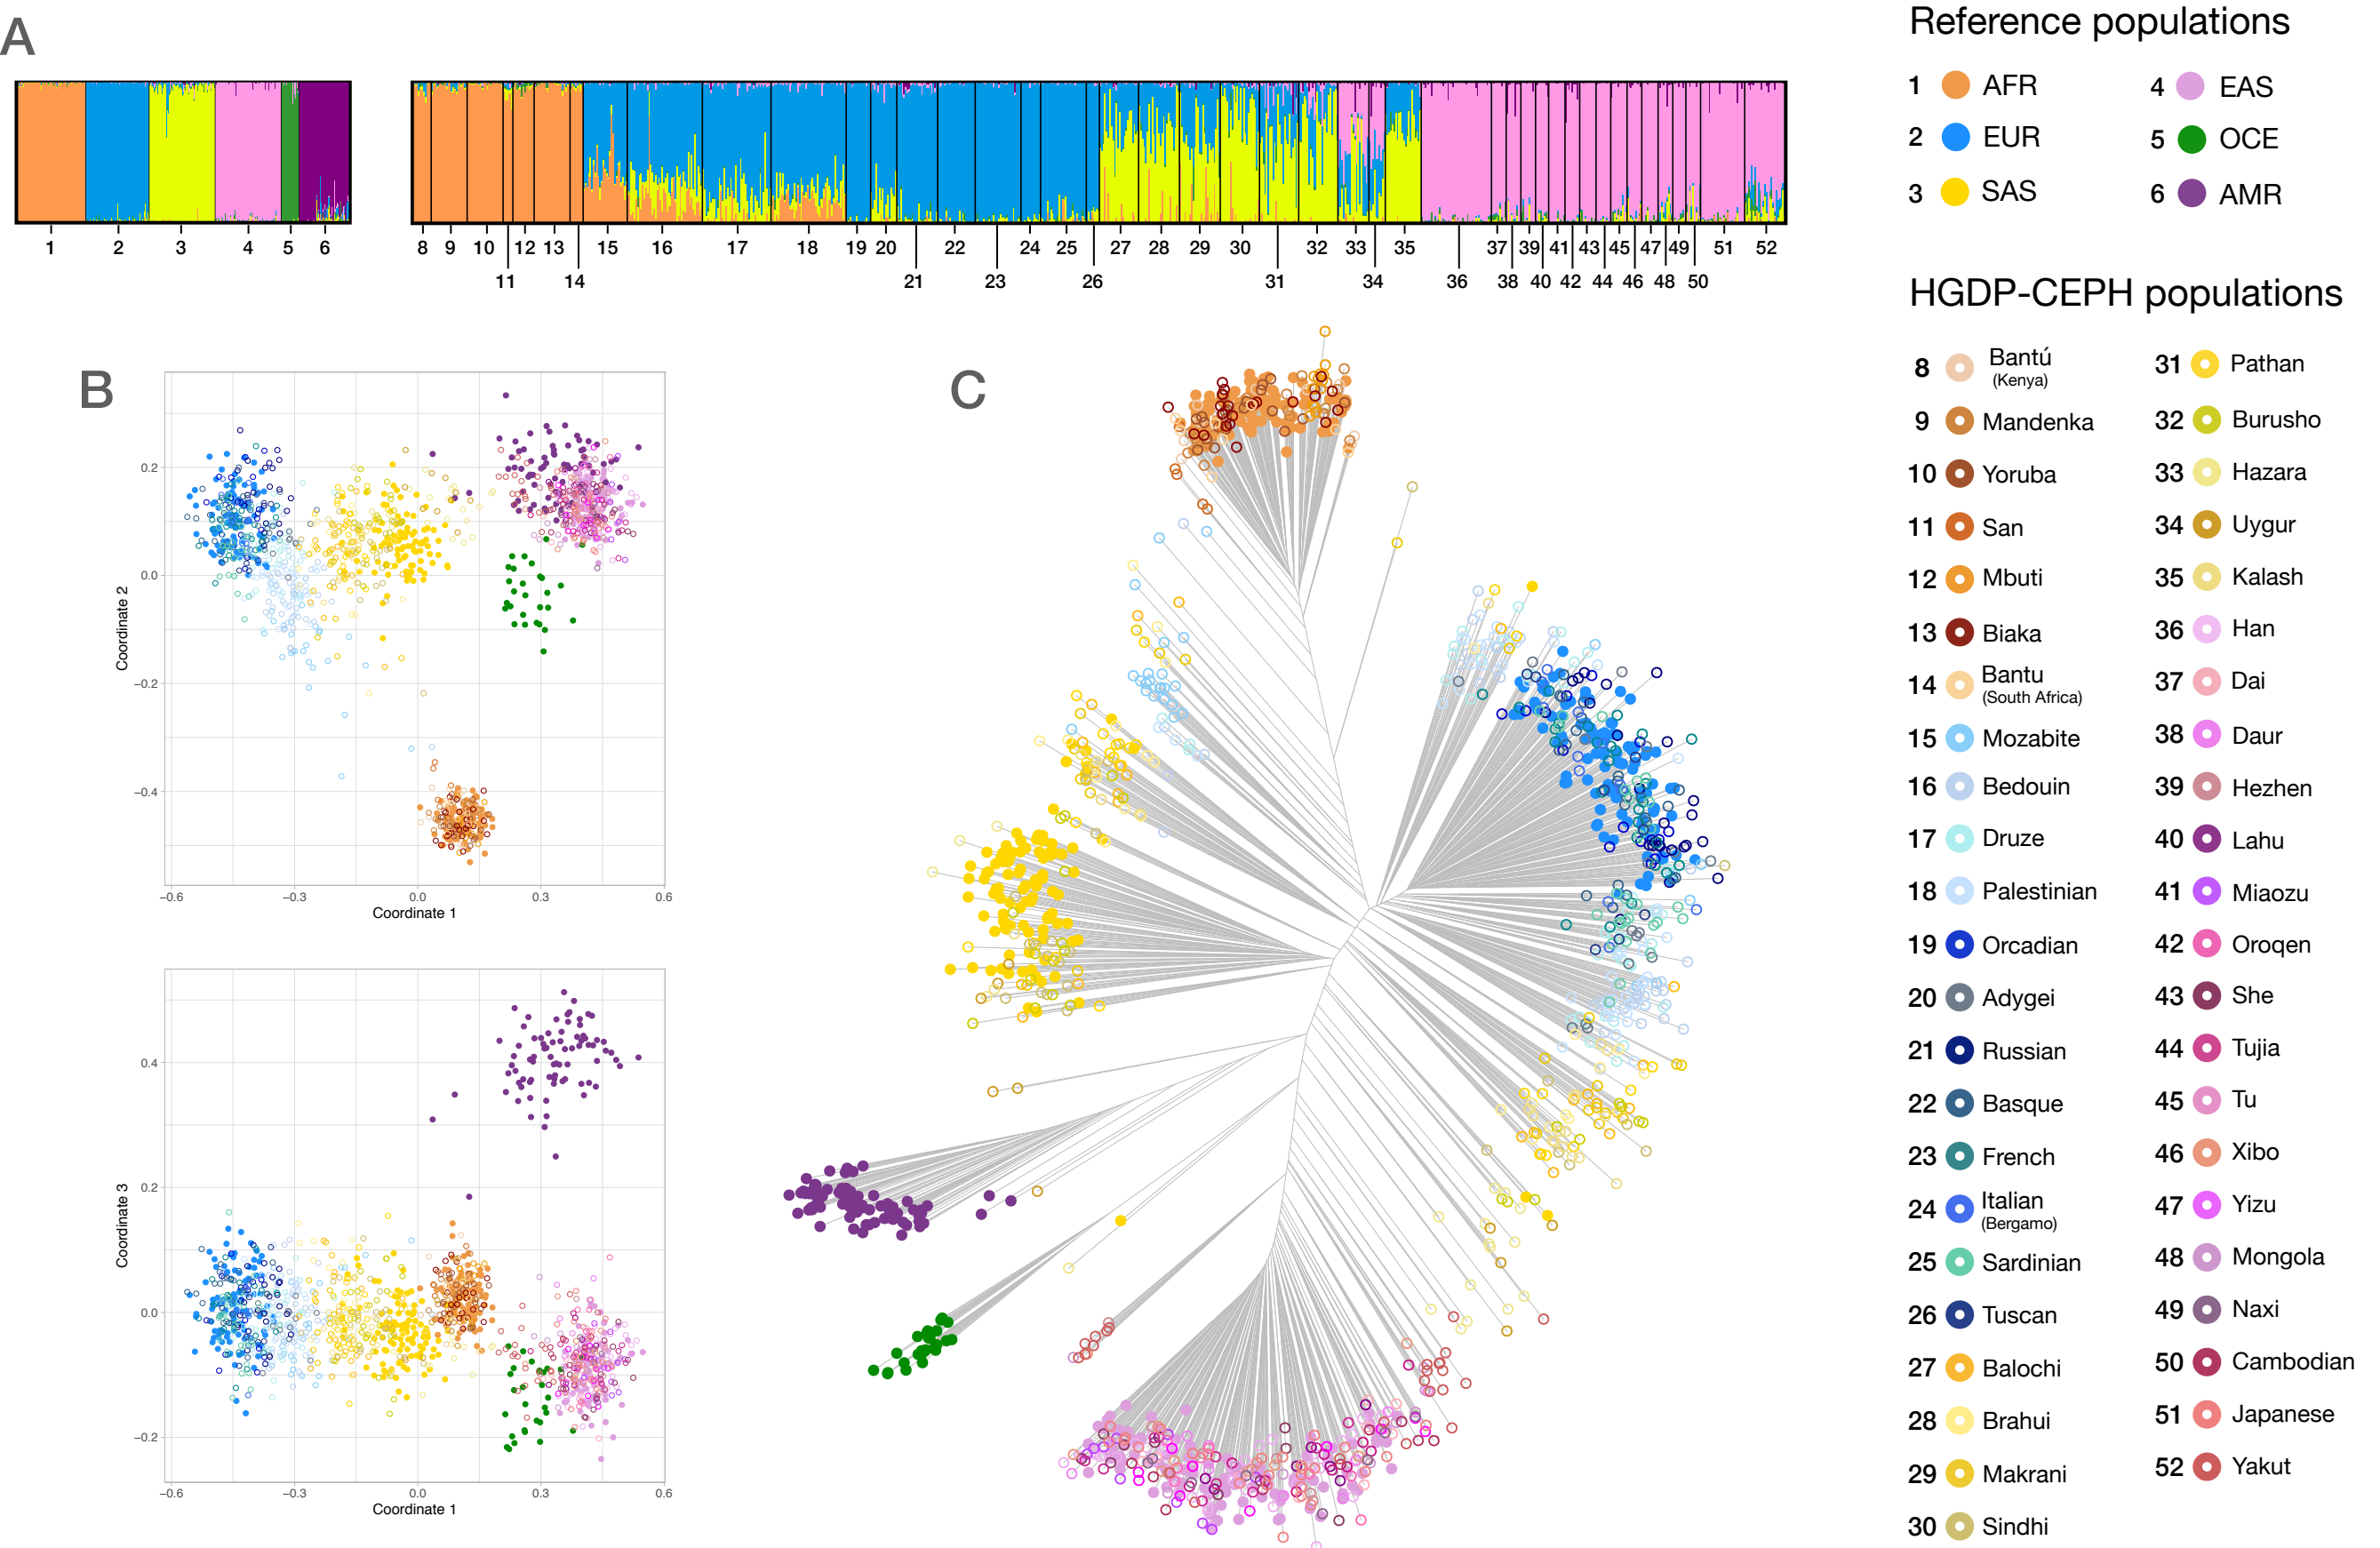 A
1 2 3 4 5 6
8 9 10 12 13 15 16 17 18 19 20 22 24 25 27 28 29 30 32 33 35 37 39 41 43 45 47 49 51 52
11 14 21 23 26 31 34 36 38 40 42 44 46 48 50
Reference populations
1 AFR
2 EUR
3 SAS
4 EAS
5 OCE
6 AMR
HGDP-CEPH populations
8 Bantú
(Kenya)
9 Mandenka
10 Yoruba
11 San
12 Mbuti
13 Biaka
14 Bantu
(South Africa)
15 Mozabite
16 Bedouin
17 Druze
18 Palestinian
19 Orcadian
20 Adygei
21 Russian
22 Basque
23 French
24 Italian
(Bergamo)
25 Sardinian
26 Tuscan
27 Balochi
28 Brahui
29 Makrani
30 Sindhi
31 Pathan
32 Burusho
33 Hazara
34 Uygur
35 Kalash
36 Han
37 Dai
38 Daur
39 Hezhen
40 Lahu
41 Miaozu
42 Oroqen
43 She
44 Tujia
45 Tu
46 Xibo
47 Yizu
48 Mongola
49 Naxi
50 Cambodian
51 Japanese
52 Yakut
B
Coordinate 2
0.2
0.0
−0.2
−0.4
−0.6 −0.3 0.0 0.3 0.6
Coordinate 1
Coordinate 3
0.4
0.2
0.0
−0.2
−0.6 −0.3 0.0 0.3 0.6
Coordinate 1
C